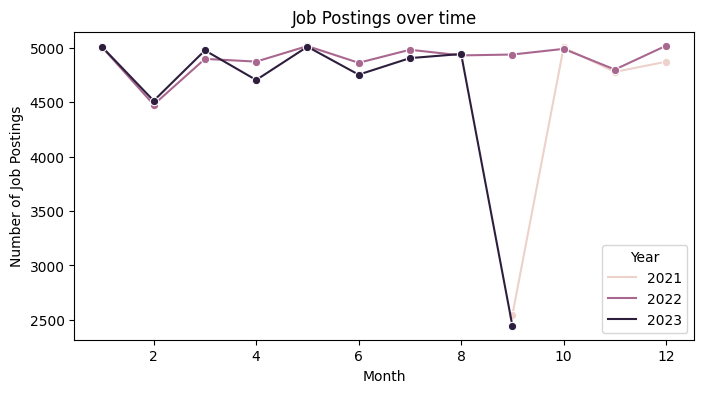 Job Postings over time
Number of Job Postings
5000
4500
4000
3500
3000
2500
2 4 6 8 10 12
Month
Year
2021
2022
2023